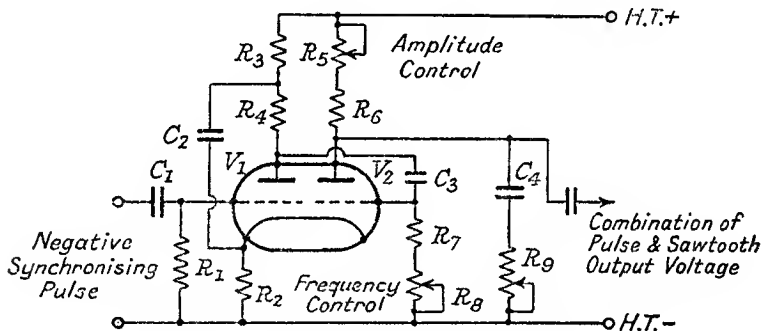 H.T.+
R3
R5
Amplitude
Control
R4
R6
C2
V1
V2
C1
C3
C4
Negative
Synchronising
Pulse
R1
R2
Frequency
Control
R7
R8
R9
Combination of
Pulse & Sawtooth
Output Voltage
H.T.-